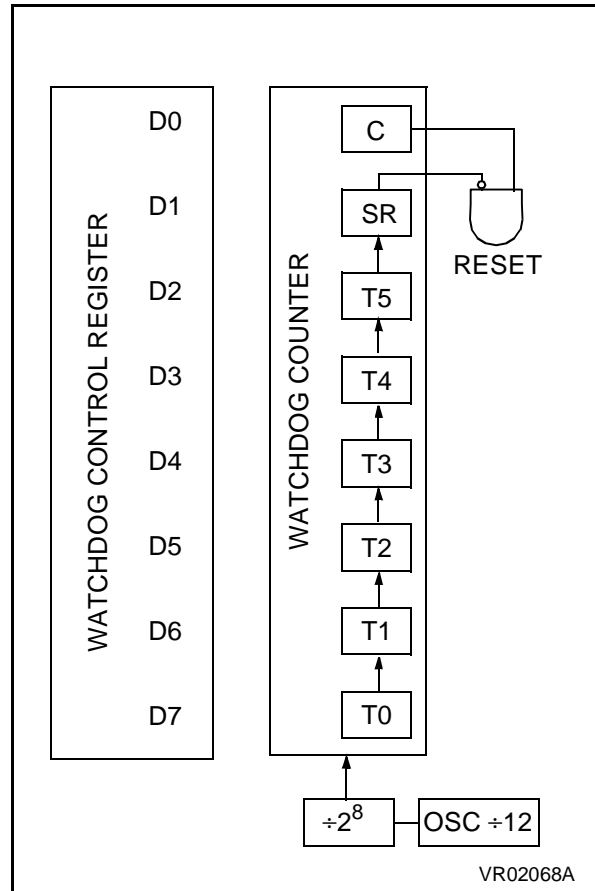 WATCHDOG CONTROL REGISTER
D0
D1
D2
D3
D4
D5
D6
D7
WATCHDOG COUNTER
C
SR
T5
T4
T3
T2
T1
T0
RESET
÷2⁸
OSC ÷12
VR02068A